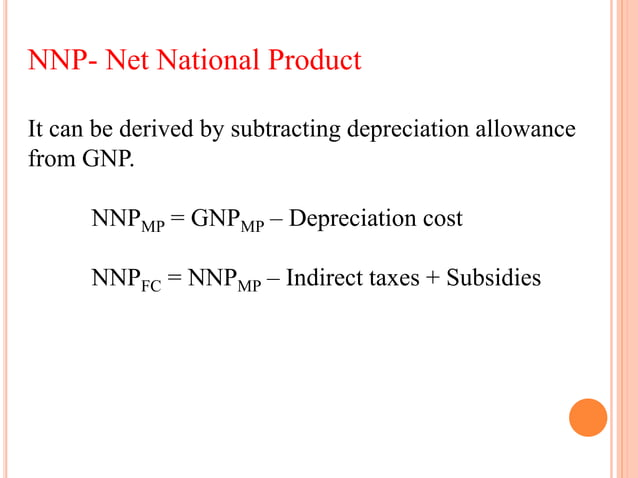 NNP- Net National Product
It can be derived by subtracting depreciation allowance
from GNP.
NNPMP = GNPMP – Depreciation cost
NNPFC = NNPMP – Indirect taxes + Subsidies